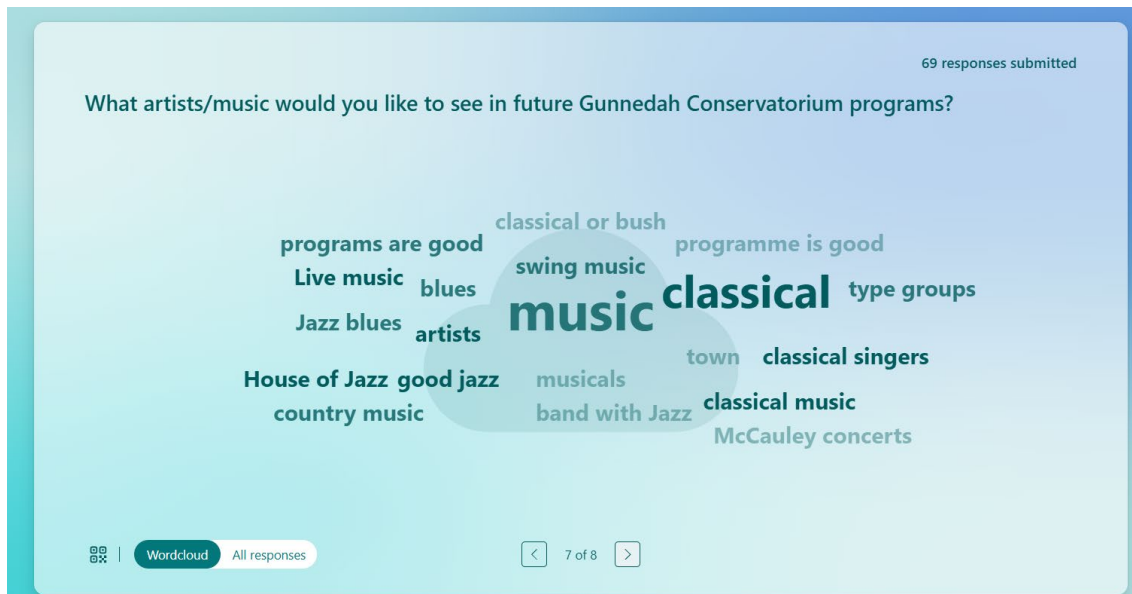 69 responses submitted
What artists/music would you like to see in future Gunnedah Conservatorium programs?
classical or bush
programs are good
programme is good
swing music
Live music
blues
classical
type groups
music
Jazz blues
artists
town
classical singers
House of Jazz
good jazz
musicals
classical music
country music
band with Jazz
McCauley concerts
Wordcloud
All responses
7 of 8